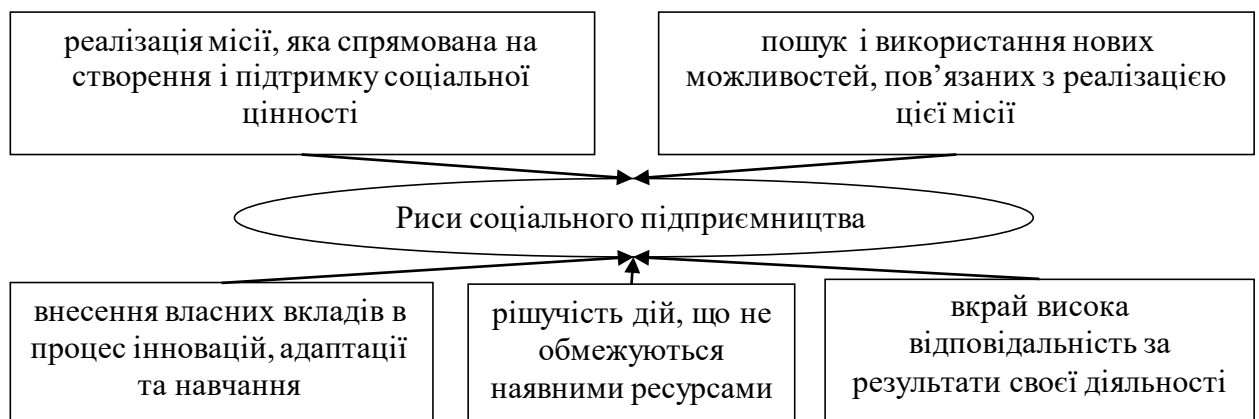 реалізація місії, яка спрямована на
створення і підтримку соціальної
цінності
пошук і використання нових
можливостей, пов’язаних з реалізацією
цієї місії
Риси соціального підприємництва
внесення власних вкладів в
процес інновацій, адаптації
та навчання
рішучість дій, що не
обмежуються
наявними ресурсами
вкрай висока
відповідальність за
результати своєї діяльності